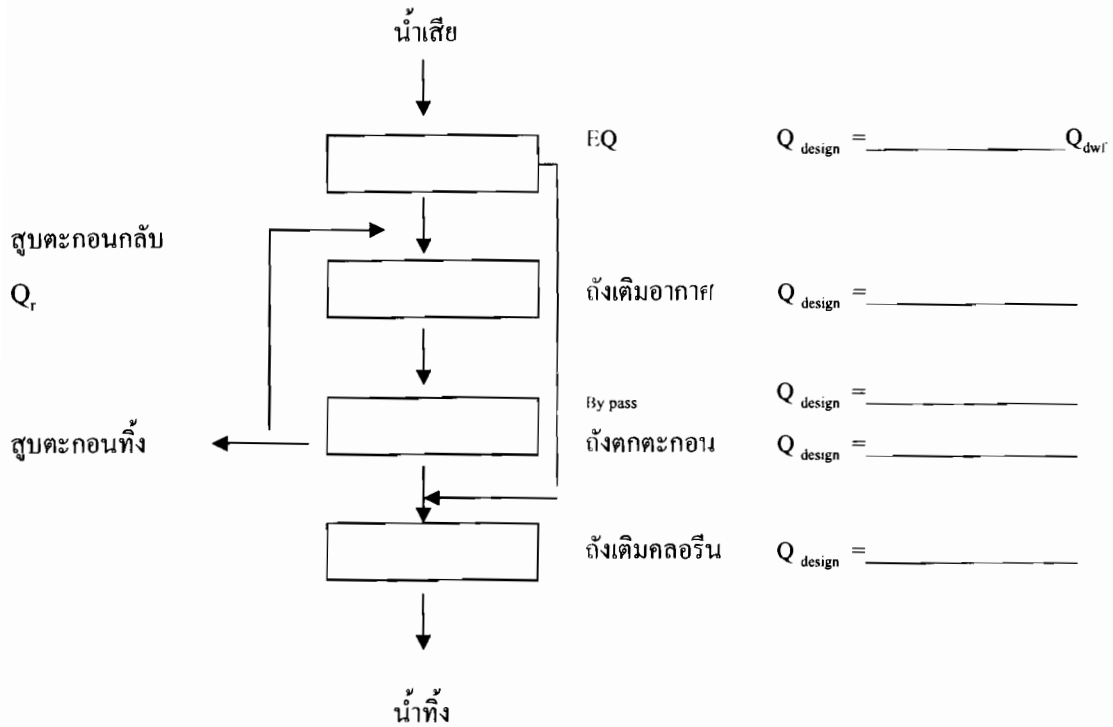 น้ำเสีย
EQ Q design = Q dwf
สูบตะกอนกลับ
Q r
ถังเติมอากาศ Q design =
By pass Q design =
สูบตะกอนทิ้ง
ถังตกตะกอน Q design =
ถังเติมคลอรีน Q design =
น้ำทิ้ง